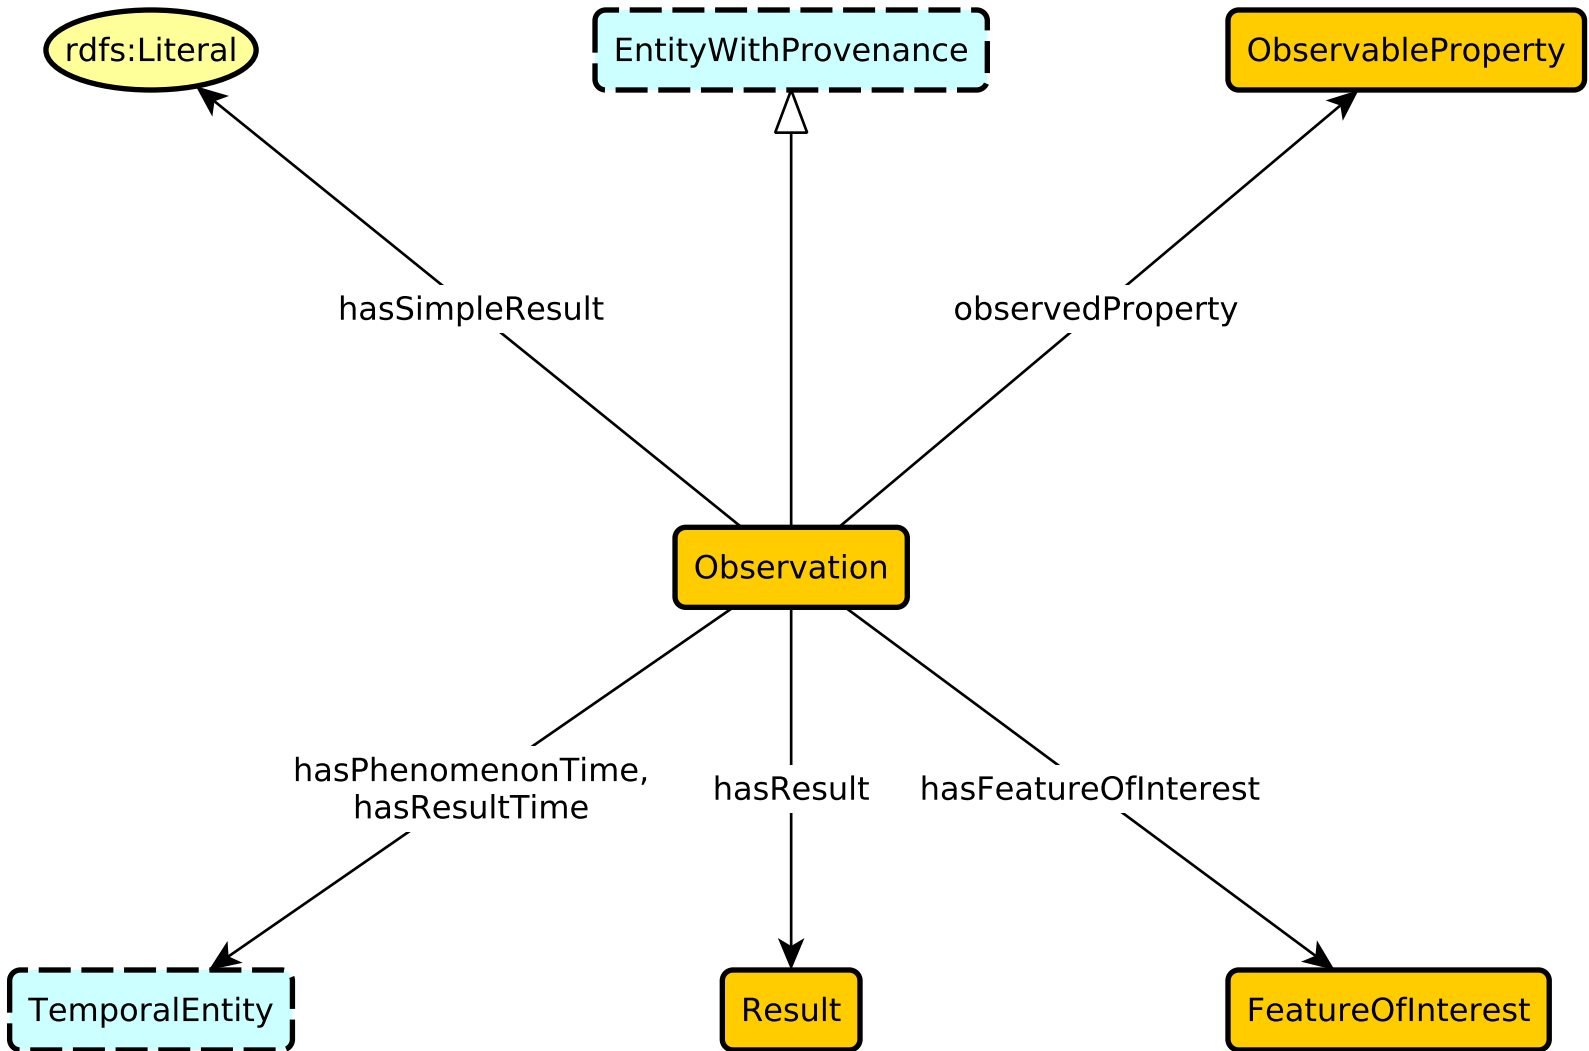 rdfs:Literal
EntityWithProvenance
ObservableProperty
hasSimpleResult
observedProperty
Observation
hasPhenomenonTime,
hasResultTime
hasResult
hasFeatureOfInterest
TemporalEntity
Result
FeatureOfInterest